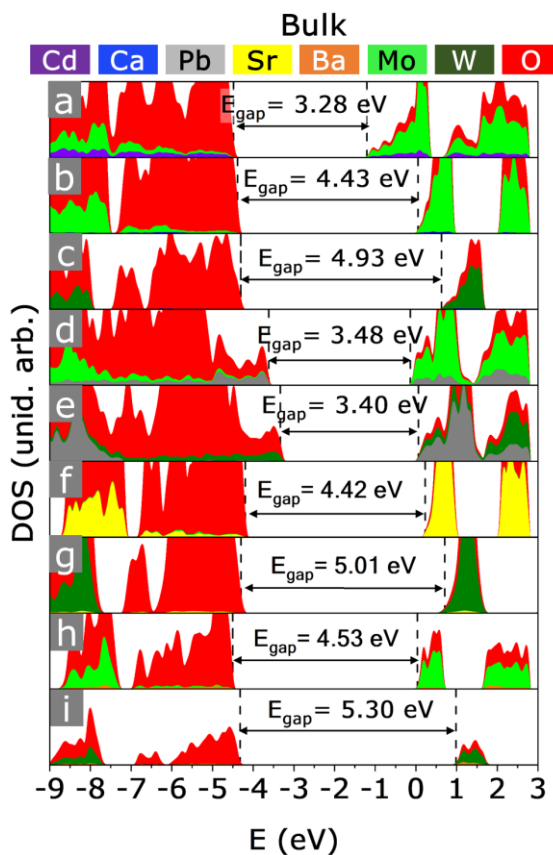 Bulk
Cd Ca Pb Sr Ba Mo W O
a
Egap = 3.28 eV
b
Egap = 4.43 eV
c
Egap = 4.93 eV
d
Egap = 3.48 eV
e
Egap = 3.40 eV
f
Egap = 4.42 eV
g
Egap = 5.01 eV
h
Egap = 4.53 eV
i
Egap = 5.30 eV
DOS (unid. arb.)
-9 -8 -7 -6 -5 -4 -3 -2 -1 0 1 2 3
E (eV)